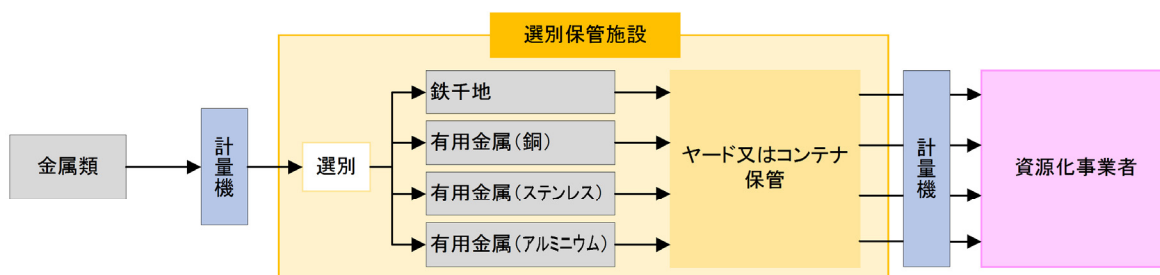 選別保管施設
金属類
計量機
選別
鉄千地
有用金属(銅)
有用金属(ステンレス)
有用金属(アルミニウム)
ヤード又はコンテナ
保管
計量機
資源化事業者